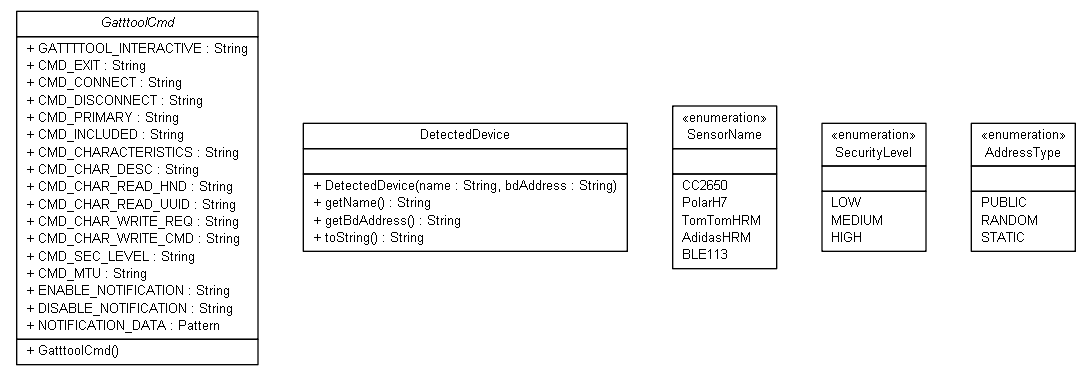 GatttoolCmd
+ GATTTTOOL_INTERACTIVE : String
+ CMD_EXIT : String
+ CMD_CONNECT : String
+ CMD_DISCONNECT : String
+ CMD_PRIMARY : String
+ CMD_INCLUDED : String
+ CMD_CHARACTERISTICS : String
+ CMD_CHAR_DESC : String
+ CMD_CHAR_READ_HND : String
+ CMD_CHAR_READ_UUID : String
+ CMD_CHAR_WRITE_REQ : String
+ CMD_CHAR_WRITE_CMD : String
+ CMD_SEC_LEVEL : String
+ CMD_MTU : String
+ ENABLE_NOTIFICATION : String
+ DISABLE_NOTIFICATION : String
+ NOTIFICATION_DATA : Pattern
+ GatttoolCmd()
DetectedDevice
+ DetectedDevice(name : String, bdAddress : String)
+ getName() : String
+ getBdAddress() : String
+ toString() : String
«enumeration»
SensorName
CC2650
PolarH7
TomTomHRM
AdidasHRM
BLE113
«enumeration»
SecurityLevel
LOW
MEDIUM
HIGH
«enumeration»
AddressType
PUBLIC
RANDOM
STATIC